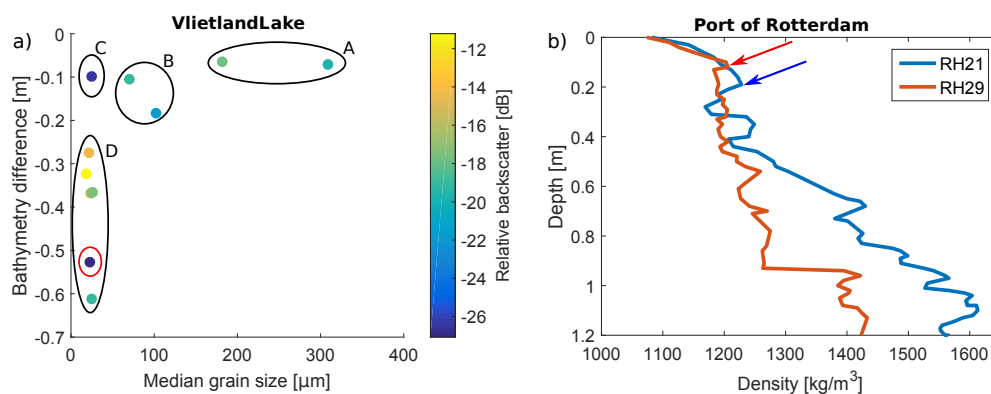 VlietlandLake
a)
0
-0.1
-0.2
-0.3
-0.4
-0.5
-0.6
-0.7
0 100 200 300 400
Bathymetry difference [m]
Median grain size [µm]
C
B
A
D
-12
-14
-16
-18
-20
-22
-24
-26
Relative backscatter [dB]
Port of Rotterdam
b)
0
0.2
0.4
0.6
0.8
1
1.2
1000 1100 1200 1300 1400 1500 1600
Depth [m]
Density [kg/m³]
RH21
RH29